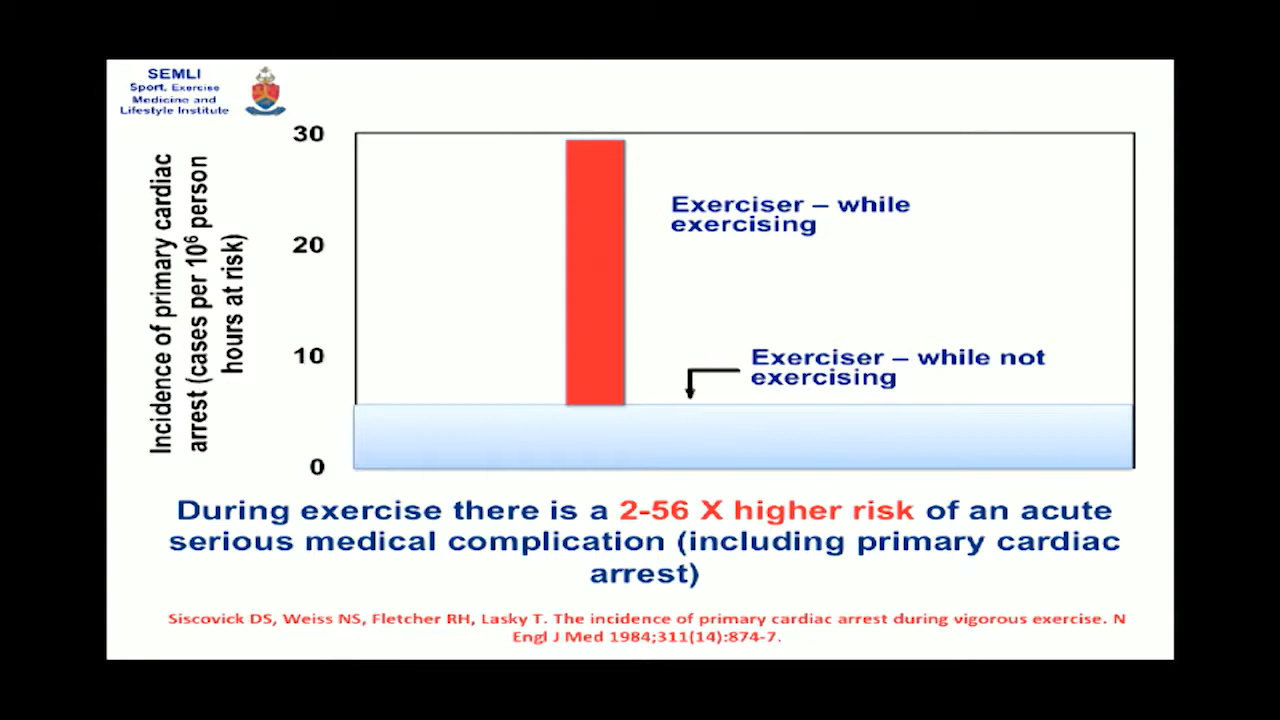 SEMLI
Sport, Exercise
Medicine and
Lifestyle Institute
Incidence of primary cardiac
arrest (cases per 10⁶ person
hours at risk)
30
20
10
0
Exerciser – while
exercising
Exerciser – while not
exercising
During exercise there is a 2-56 X higher risk of an acute
serious medical complication (including primary cardiac
arrest)
Siscovick DS, Weiss NS, Fletcher RH, Lasky T. The incidence of primary cardiac arrest during vigorous exercise. N
Engl J Med 1984;311(14):874-7.